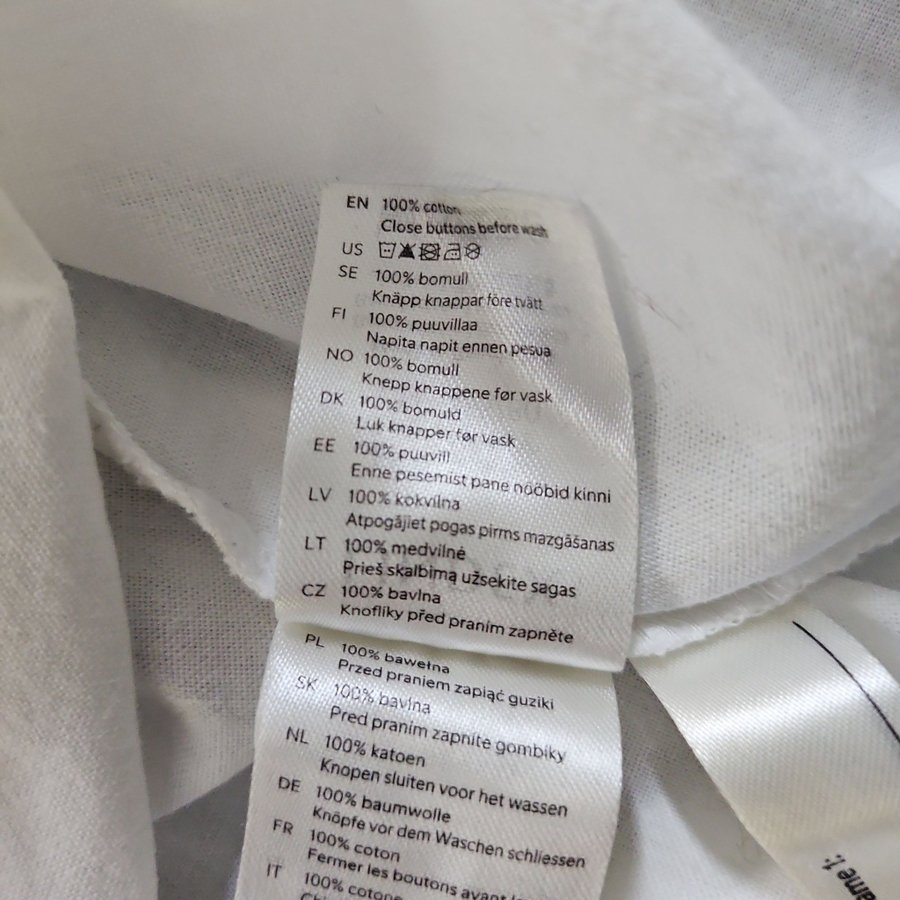 EN 100% cotton
Close buttons before wash
US
SE 100% bomull
Knäpp knappar före tvätt
FI 100% puuvillaa
Napita napit ennen pesua
NO 100% bomull
Knepp knappene før vask
DK 100% bomuld
Luk knapper før vask
EE 100% puuvill
Enne pesemist pane nööbid kinni
LV 100% kokvilna
Atpogājiet pogas pirms mazgāšanas
LT 100% medvilnė
Prieš skalbimą užsekite sagas
CZ 100% bavlna
Knoflíky před praním zapněte
PL 100% bawełna
Przed praniem zapiąć guziki
SK 100% bavlna
Pred praním zapnite gombíky
NL 100% katoen
Knopen sluiten voor het wassen
DE 100% baumwolle
Knöpfe vor dem Waschen schliessen
FR 100% coton
Fermer les boutons avant
IT 100% cotone